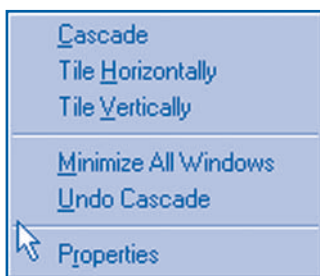 Cascade
Tile Horizontally
Tile Vertically
Minimize All Windows
Undo Cascade
Properties